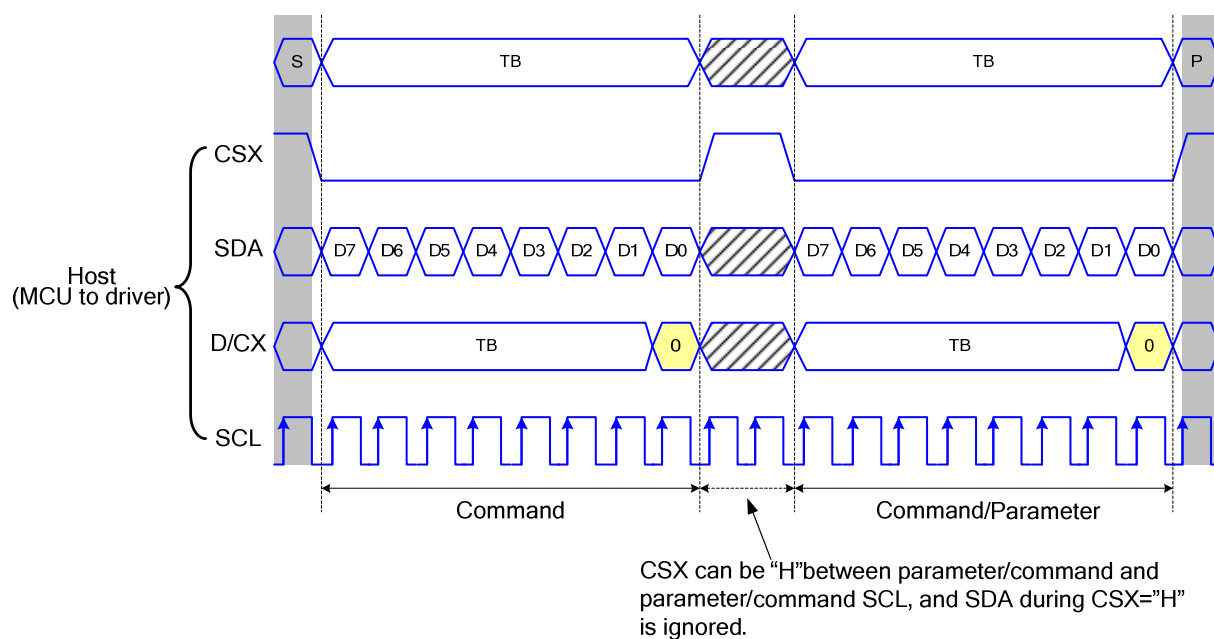 S TB TB P
CSX
SDA D7 D6 D5 D4 D3 D2 D1 D0 D7 D6 D5 D4 D3 D2 D1 D0
Host
(MCU to driver)
D/CX TB 0 TB 0
SCL
Command Command/Parameter
CSX can be “H”between parameter/command and
parameter/command SCL, and SDA during CSX=”H”
is ignored.